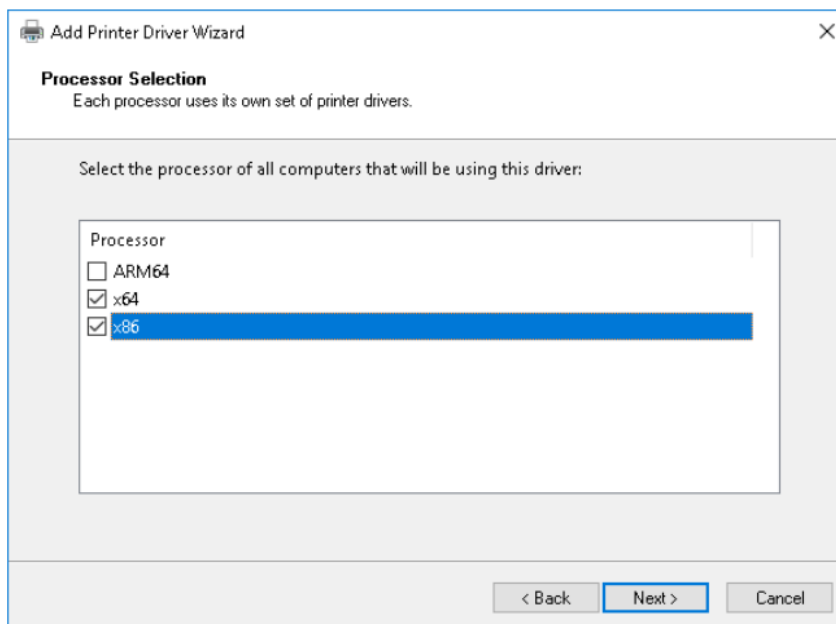 Add Printer Driver Wizard
Processor Selection
Each processor uses its own set of printer drivers.
Select the processor of all computers that will be using this driver:
Processor
ARM64
x64
x86
< Back Next > Cancel